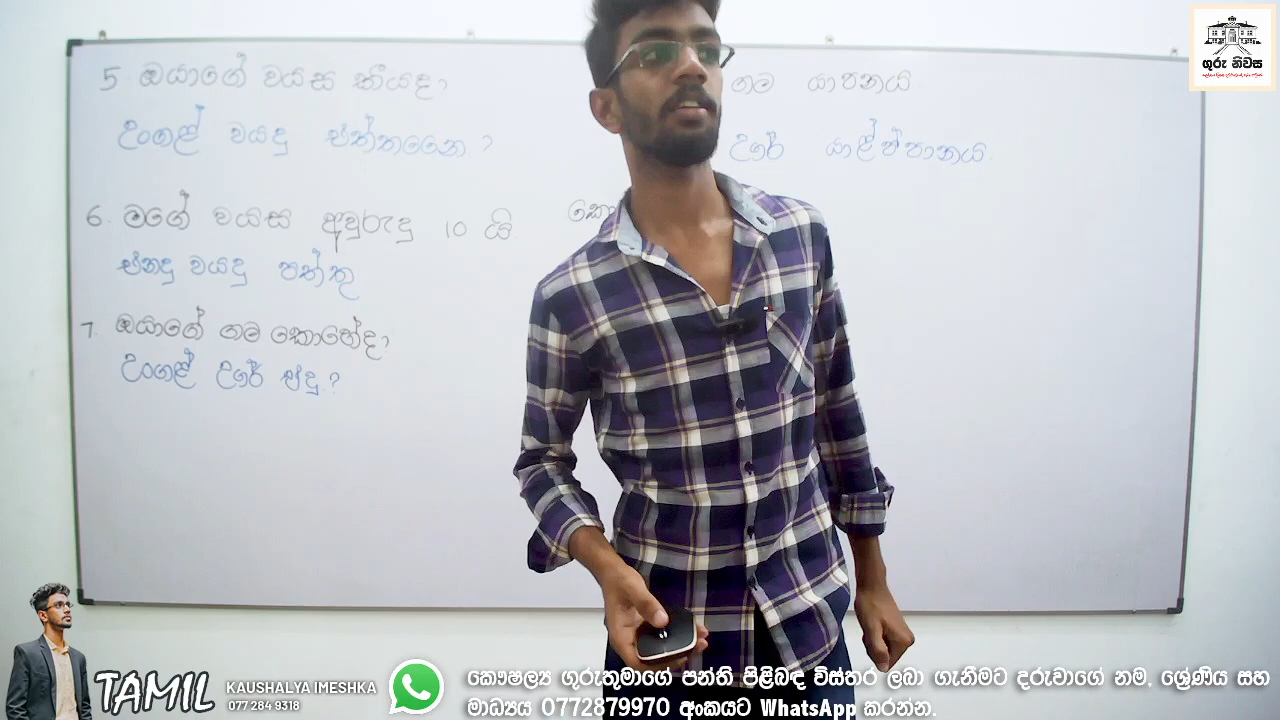 5 ඔයාගේ වයස කීයද?
උංගළ් වයදු එත්තනෛ?
6. මගේ වයස අවුරුදු 10 යි.
එනදු වයදු පත්තු
7. ඔයාගේ ගම කොහේද?
උංගළ් ඌර් එදු?
ගම යාපනයි
ඌර් යාළ්ප්පානයි.
ගුරු නිවස
TAMIL
KAUSHALYA IMESHKA
077 284 9318
කෞෂල්‍ය ගුරුතුමාගේ පන්ති පිළිබඳ විස්තර ලබා ගැනීමට දරුවාගේ නම, ශ්‍රේණිය සහ
මාධ්‍යය 0772879970 අංකයට WhatsApp කරන්න.